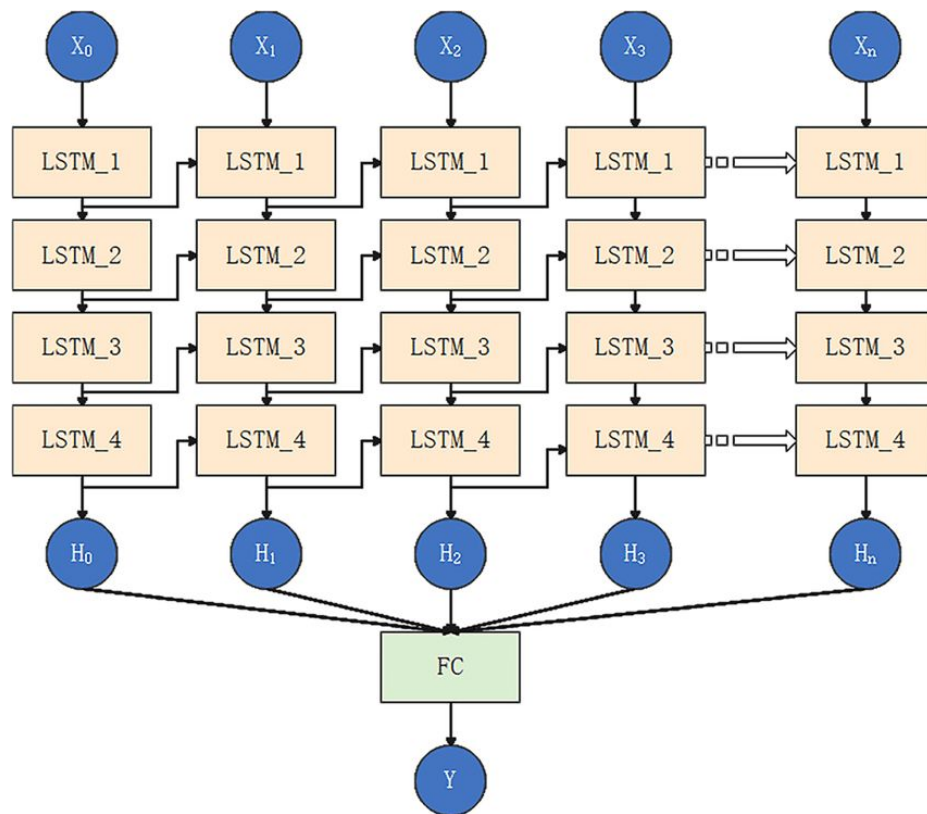 X₀ X₁ X₂ X₃ Xₙ
LSTM_1 LSTM_1 LSTM_1 LSTM_1 LSTM_1
LSTM_2 LSTM_2 LSTM_2 LSTM_2 LSTM_2
LSTM_3 LSTM_3 LSTM_3 LSTM_3 LSTM_3
LSTM_4 LSTM_4 LSTM_4 LSTM_4 LSTM_4
H₀ H₁ H₂ H₃ Hₙ
FC
Y